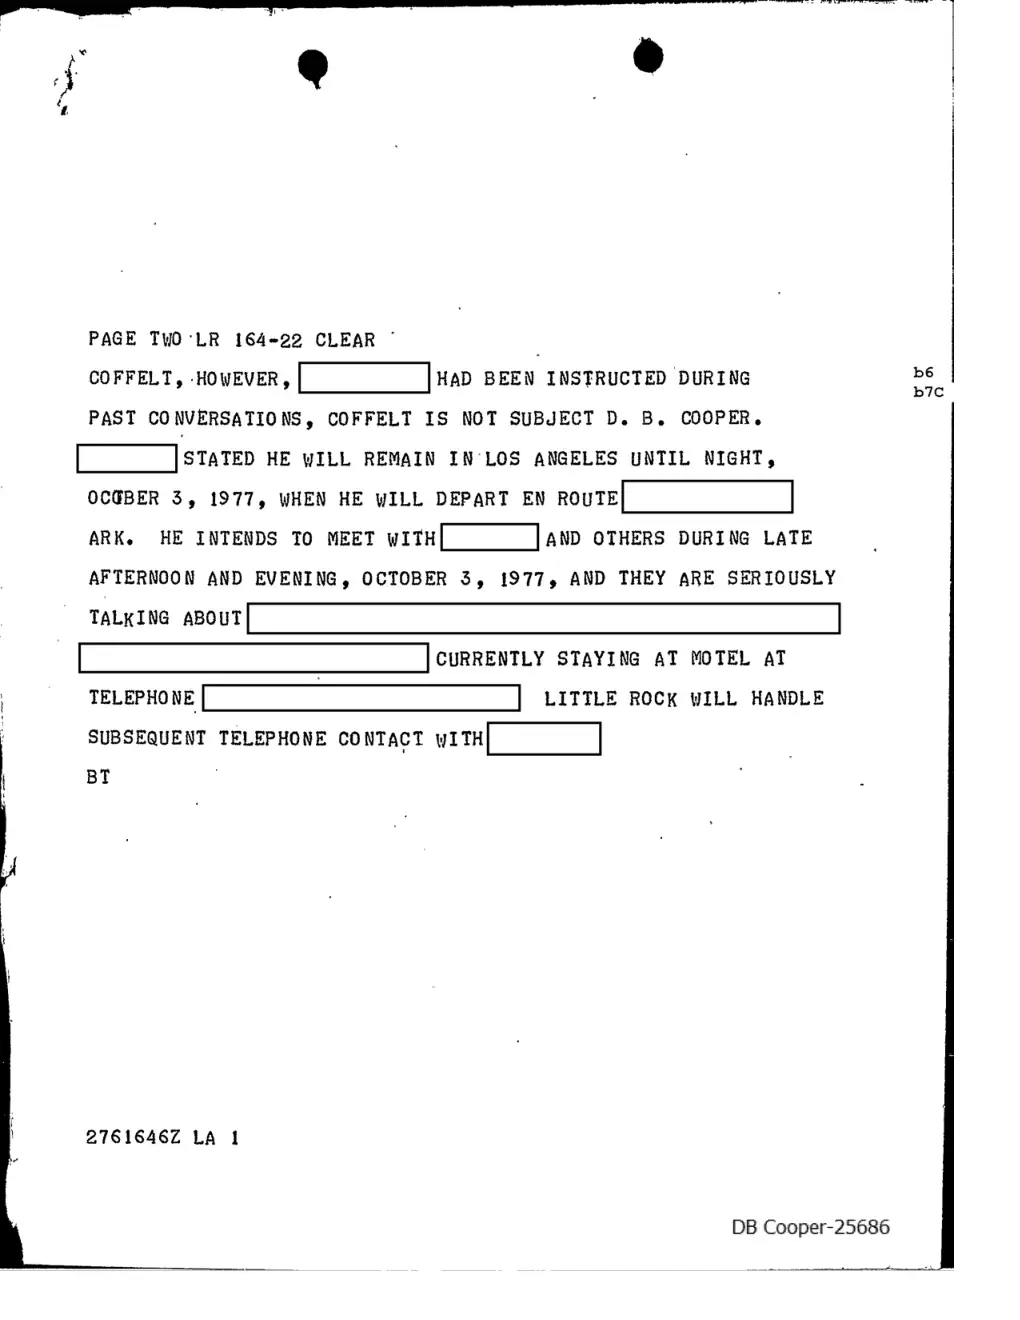 PAGE TWO LR 164-22 CLEAR
COFFELT, HOWEVER, HAD BEEN INSTRUCTED DURING
b6
b7C
PAST CONVERSATIONS, COFFELT IS NOT SUBJECT D. B. COOPER.
STATED HE WILL REMAIN IN LOS ANGELES UNTIL NIGHT,
OCOTBER 3, 1977, WHEN HE WILL DEPART EN ROUTE
ARK. HE INTENDS TO MEET WITH AND OTHERS DURING LATE
AFTERNOON AND EVENING, OCTOBER 3, 1977, AND THEY ARE SERIOUSLY
TALKING ABOUT
CURRENTLY STAYING AT MOTEL AT
TELEPHONE LITTLE ROCK WILL HANDLE
SUBSEQUENT TELEPHONE CONTACT WITH
BT
2761646Z LA 1
DB Cooper-25686